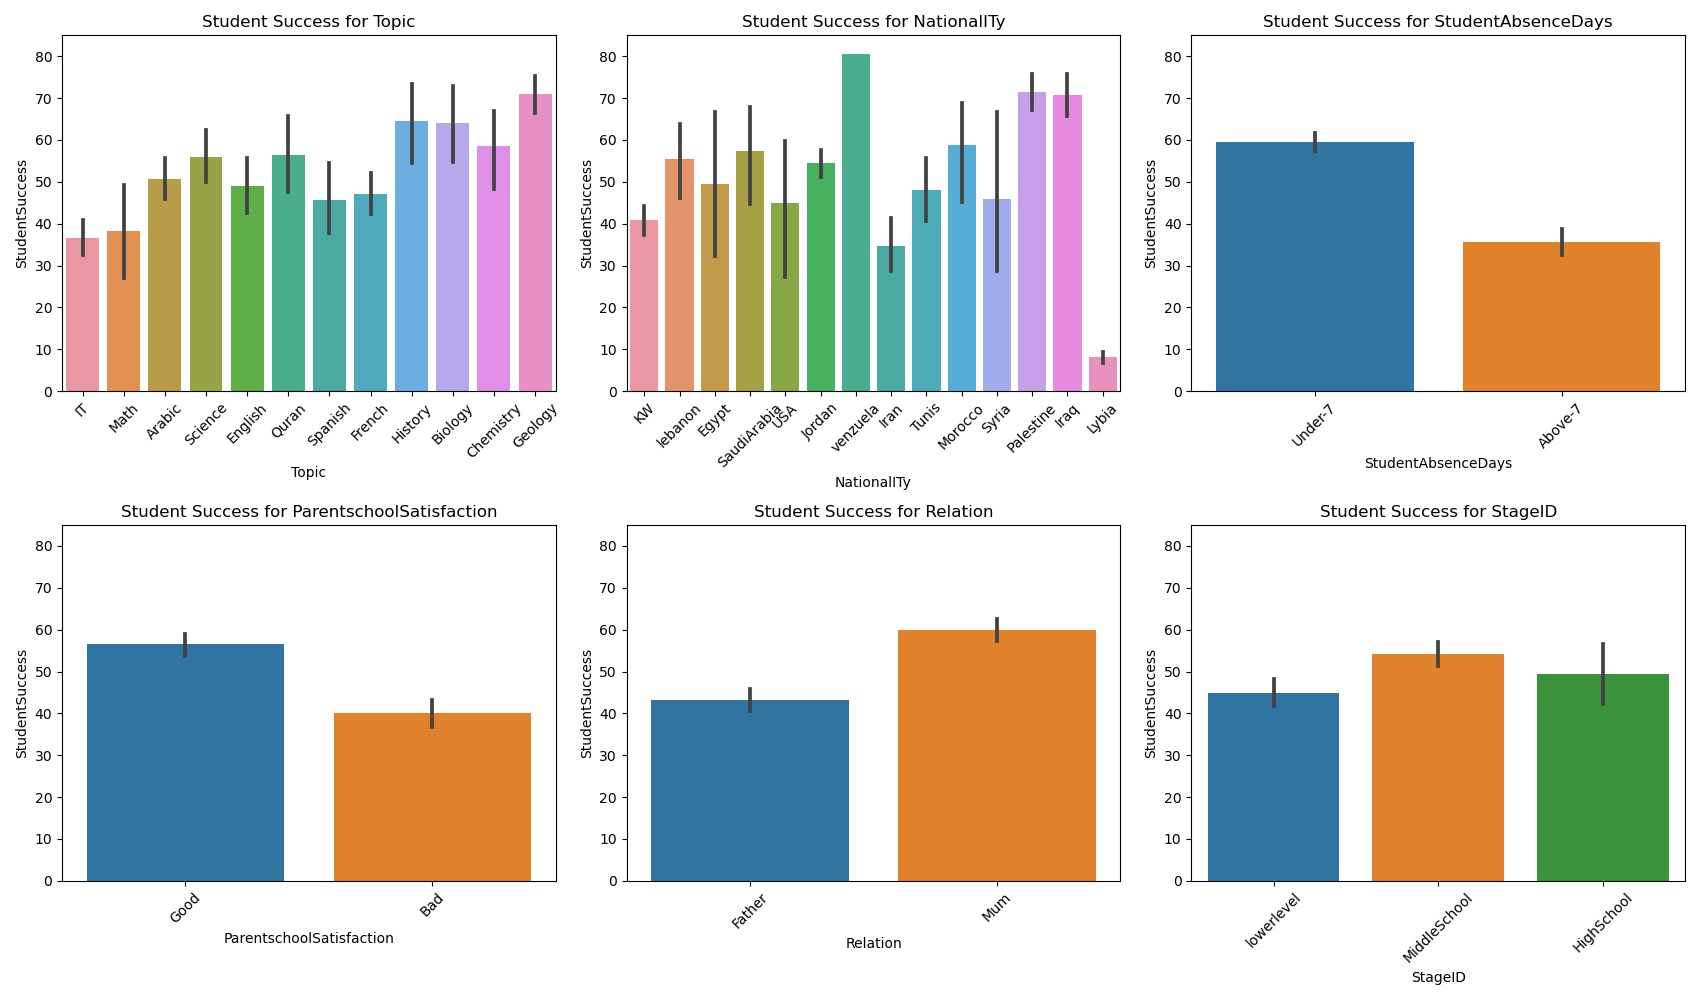 Student Success for Topic
StudentSuccess
80
70
60
50
40
30
20
10
0
IT
Math
Arabic
Science
English
Quran
Spanish
French
History
Biology
Chemistry
Geology
Topic
Student Success for NationalITy
StudentSuccess
80
70
60
50
40
30
20
10
0
KW
lebanon
Egypt
SaudiArabia
USA
Jordan
venzuela
Iran
Tunis
Morocco
Syria
Palestine
Iraq
Lybia
NationalITy
Student Success for StudentAbsenceDays
StudentSuccess
80
70
60
50
40
30
20
10
0
Under-7
Above-7
StudentAbsenceDays
Student Success for ParentschoolSatisfaction
StudentSuccess
80
70
60
50
40
30
20
10
0
Good
Bad
ParentschoolSatisfaction
Student Success for Relation
StudentSuccess
80
70
60
50
40
30
20
10
0
Father
Mum
Relation
Student Success for StageID
StudentSuccess
80
70
60
50
40
30
20
10
0
lowerlevel
MiddleSchool
HighSchool
StageID